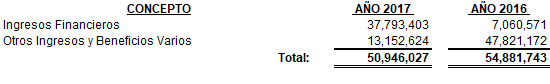 CONCEPTO AÑO 2017 AÑO 2016
Ingresos Financieros 37,793,403 7,060,571
Otros Ingresos y Beneficios Varios 13,152,624 47,821,172
Total: 50,946,027 54,881,743